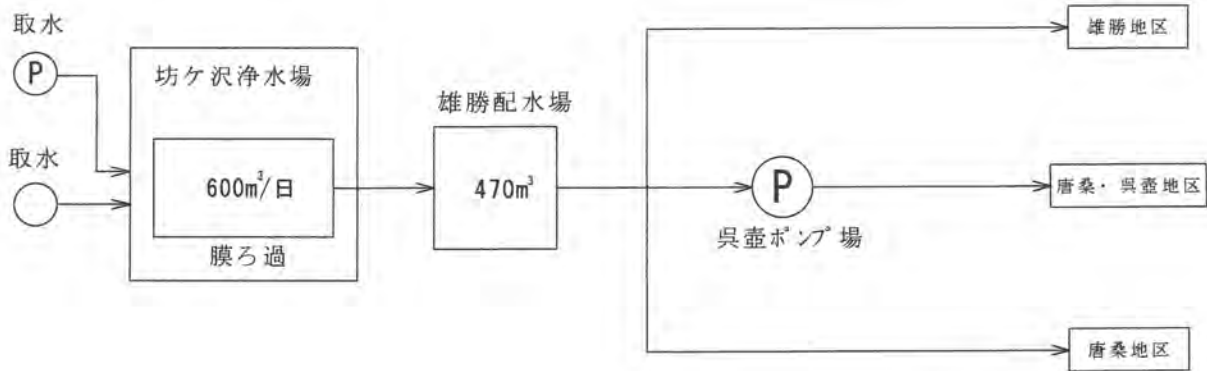 取水
P
坊ケ沢浄水場
取水
600m³/日
膜ろ過
雄勝配水場
470m³
P
呉壷ポンプ場
雄勝地区
唐桑・呉壷地区
唐桑地区